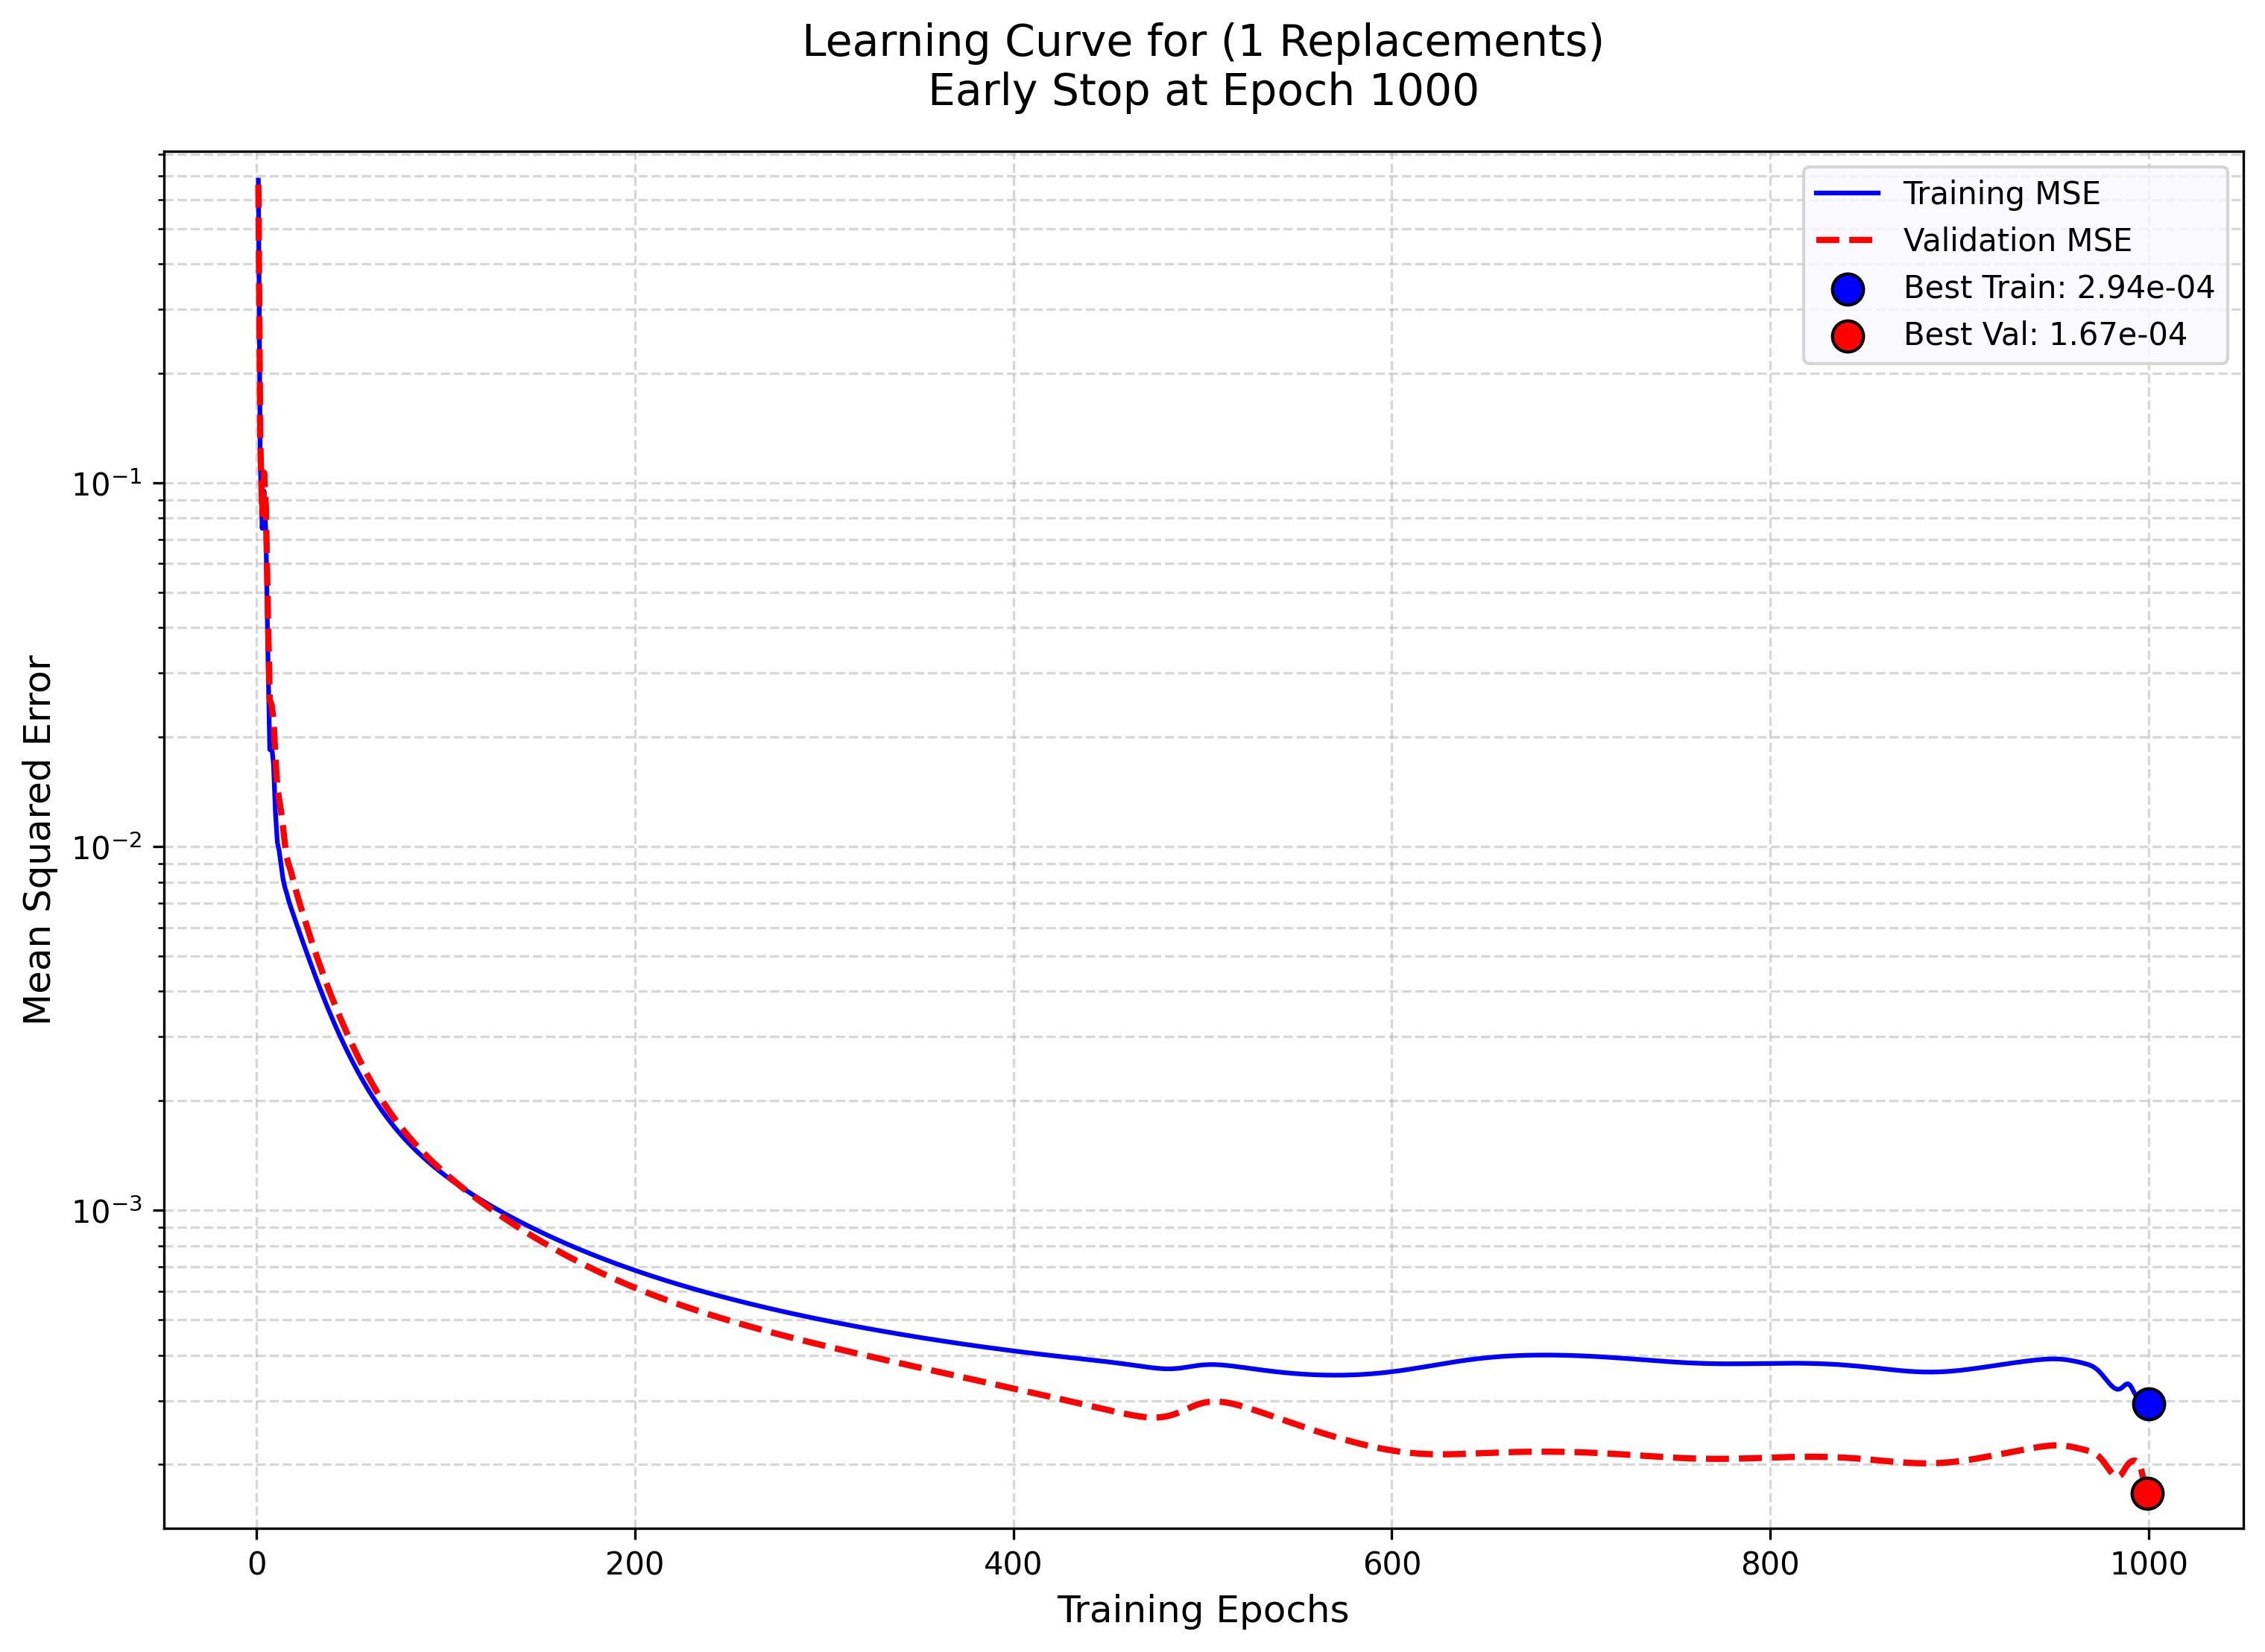 Learning Curve for (1 Replacements)
Early Stop at Epoch 1000
Training MSE
Validation MSE
Best Train: 2.94e-04
Best Val: 1.67e-04
Mean Squared Error
10⁻¹
10⁻²
10⁻³
0 200 400 600 800 1000
Training Epochs